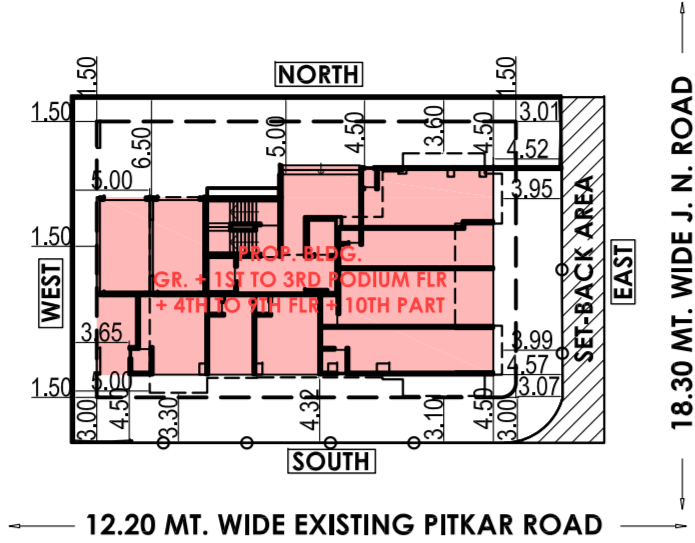 NORTH
1.50
1.50
1.50
3.01
6.50
5.00
4.50
3.60
4.50
4.52
5.00
3.95
1.50
PROP. BLDG.
GR. + 1ST TO 3RD PODIUM FLR
+ 4TH TO 9TH FLR + 10TH PART
WEST
EAST
SET-BACK AREA
18.30 MT. WIDE J. N. ROAD
3.65
3.99
5.00
4.57
1.50
3.07
3.00
4.50
3.30
4.32
3.10
4.50
3.00
SOUTH
12.20 MT. WIDE EXISTING PITKAR ROAD